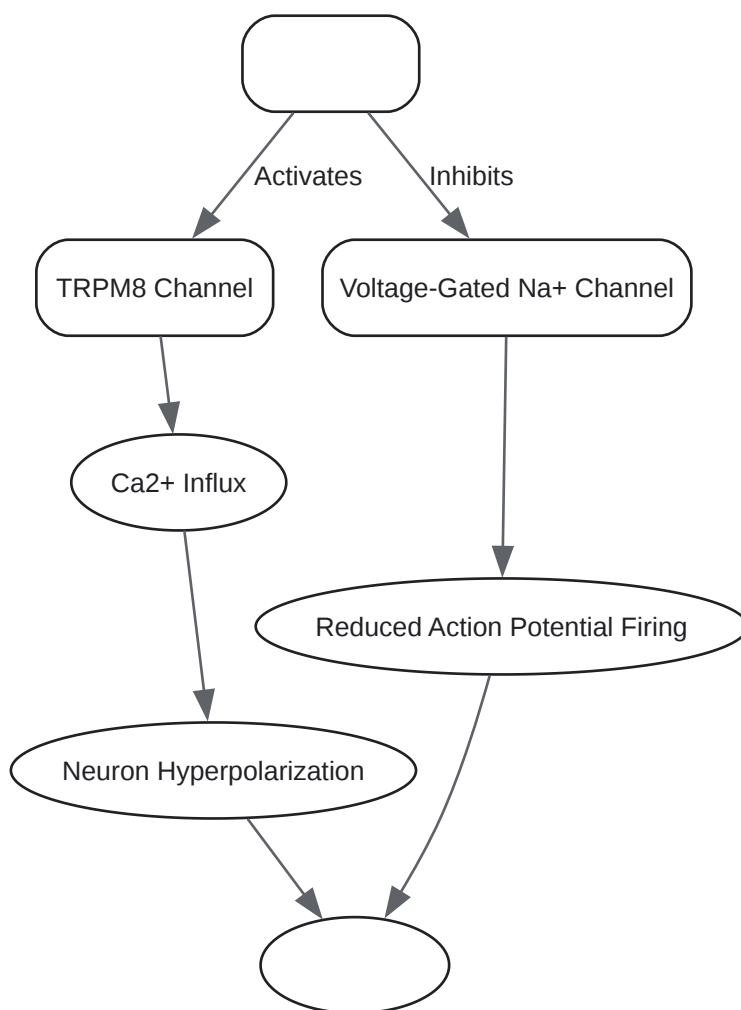 Activates
Inhibits
TRPM8 Channel
Voltage-Gated Na+ Channel
Ca2+ Influx
Reduced Action Potential Firing
Neuron Hyperpolarization